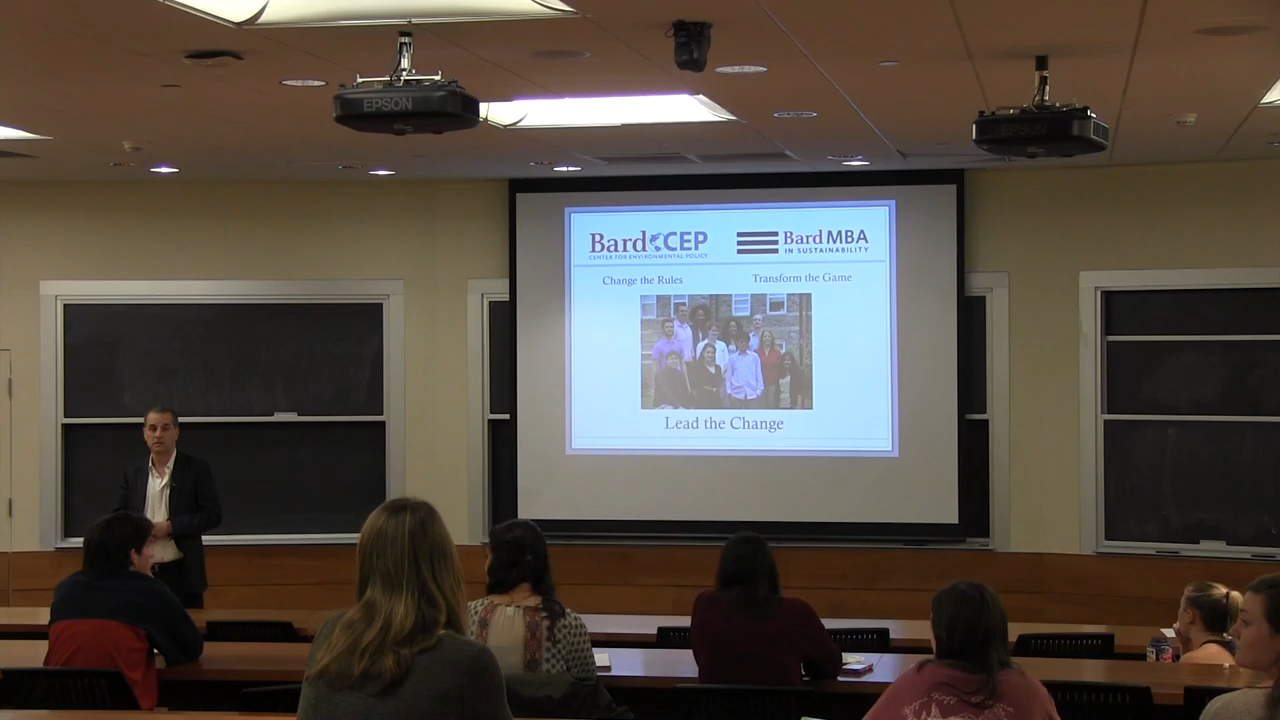 EPSON
EPSON
Bard CEP
CENTER FOR ENVIRONMENTAL POLICY
Bard MBA
IN SUSTAINABILITY
Change the Rules
Transform the Game
Lead the Change